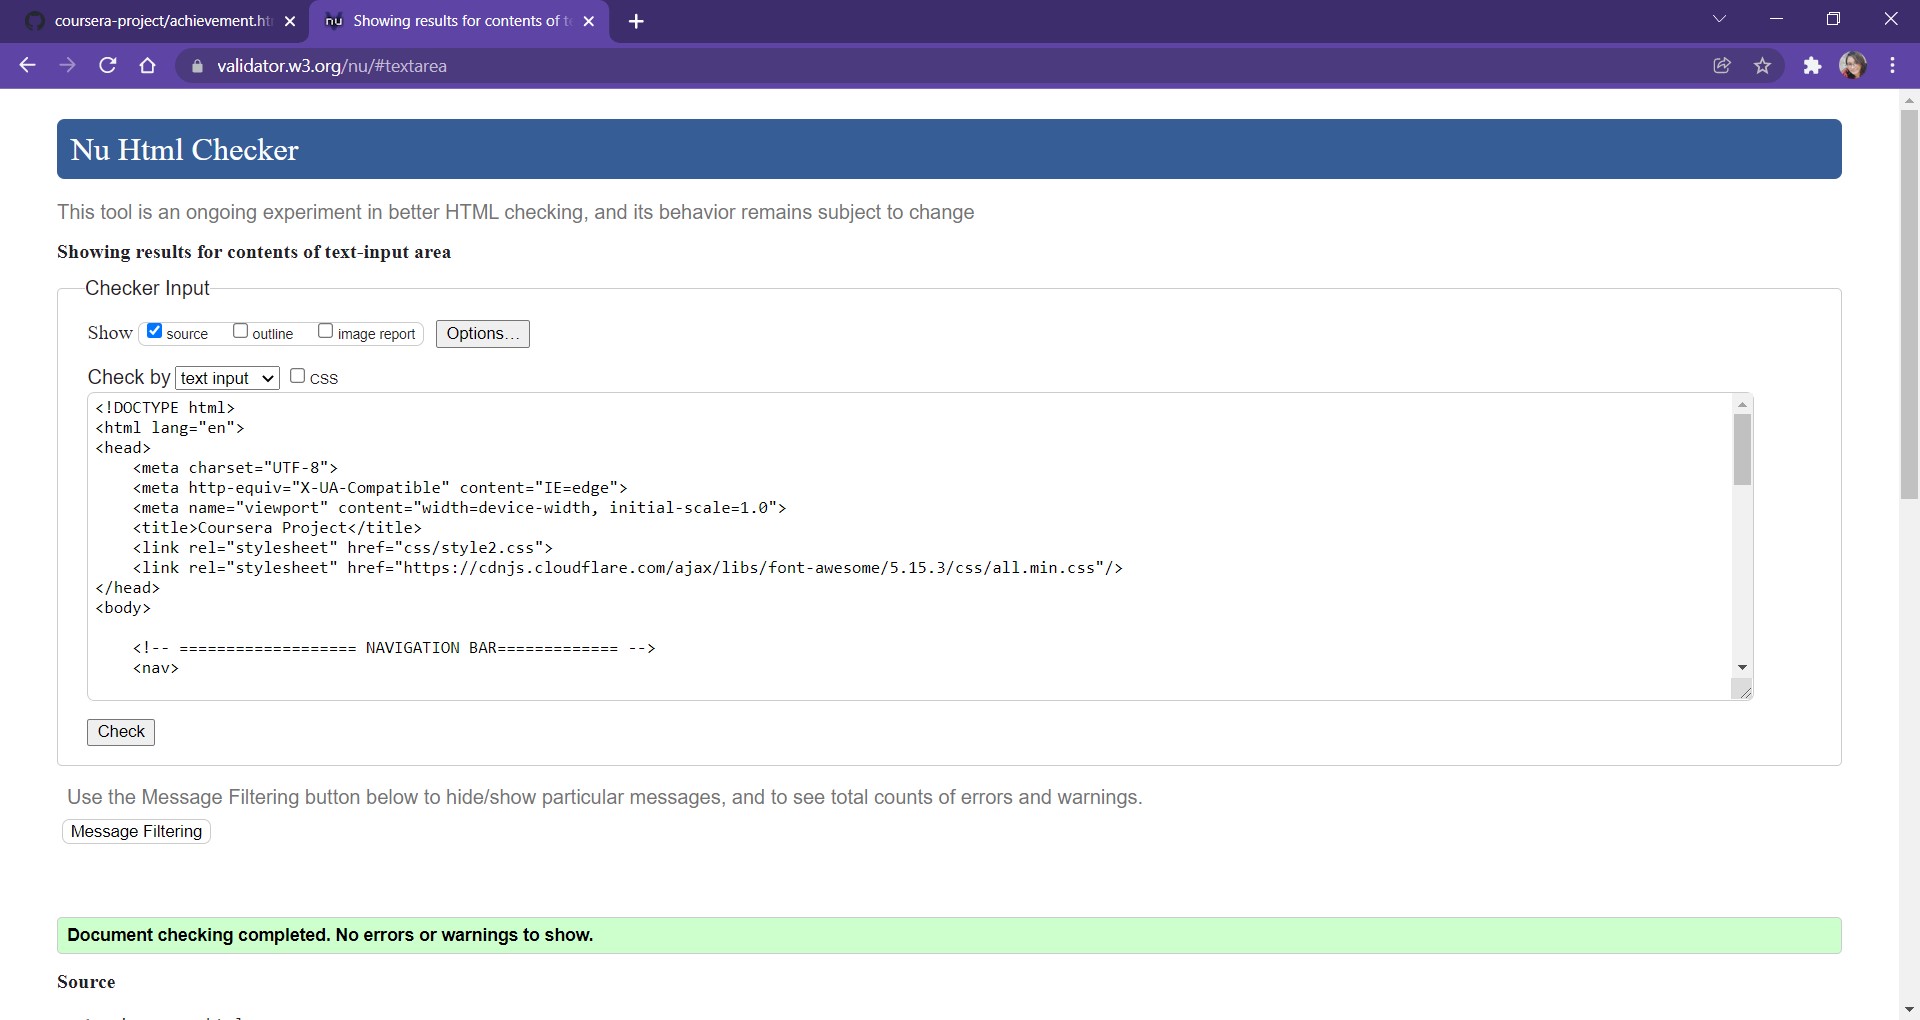 coursera-project/achievement.ht
nu Showing results for contents of t
validator.w3.org/nu/#textarea
Nu Html Checker
This tool is an ongoing experiment in better HTML checking, and its behavior remains subject to change
Showing results for contents of text-input area
Checker Input
Show source outline image report Options...
Check by text input CSS
<!DOCTYPE html>
<html lang="en">
<head>
    <meta charset="UTF-8">
    <meta http-equiv="X-UA-Compatible" content="IE=edge">
    <meta name="viewport" content="width=device-width, initial-scale=1.0">
    <title>Coursera Project</title>
    <link rel="stylesheet" href="css/style2.css">
    <link rel="stylesheet" href="https://cdnjs.cloudflare.com/ajax/libs/font-awesome/5.15.3/css/all.min.css"/>
</head>
<body>
    <!-- =================== NAVIGATION BAR============= -->
    <nav>
Check
Use the Message Filtering button below to hide/show particular messages, and to see total counts of errors and warnings.
Message Filtering
Document checking completed. No errors or warnings to show.
Source